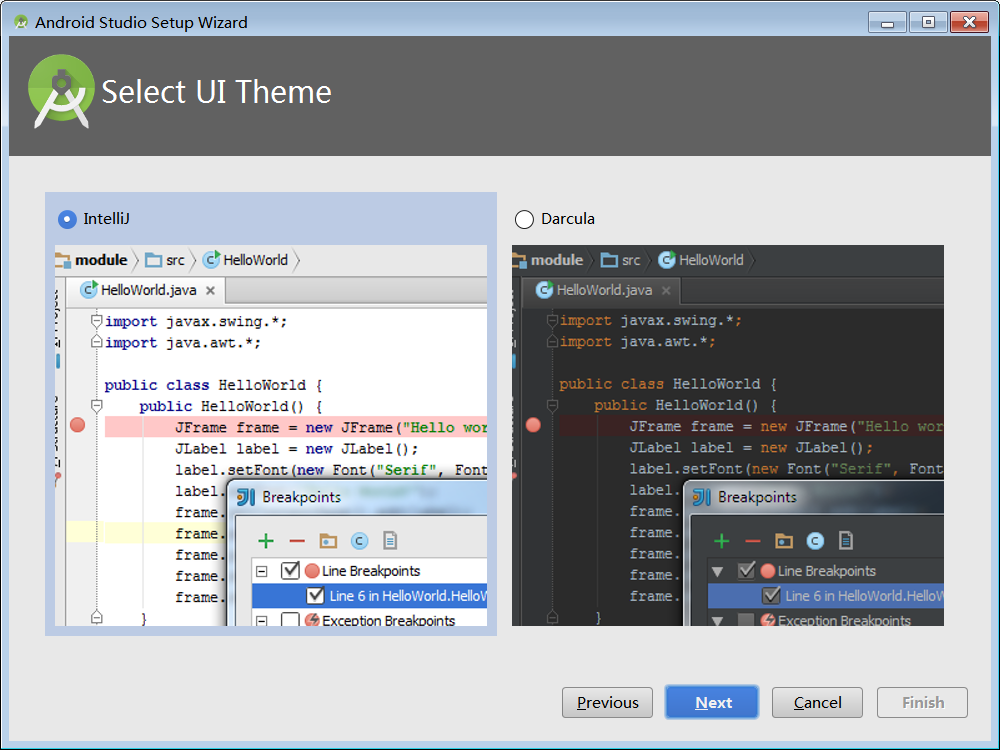 Android Studio Setup Wizard
Select UI Theme
IntelliJ
module src HelloWorld
HelloWorld.java
import javax.swing.*;
import java.awt.*;
public class HelloWorld {
public HelloWorld() {
JFrame frame = new JFrame("Hello wor
JLabel label = new JLabel();
label.setFont(new Font("Serif", Font
label.
frame.
frame.
frame.
frame.
frame.
}
Breakpoints
Line Breakpoints
Line 6 in HelloWorld.HelloW
Exception Breakpoints
Darcula
module src HelloWorld
HelloWorld.java
import javax.swing.*;
import java.awt.*;
public class HelloWorld {
public HelloWorld() {
JFrame frame = new JFrame("Hello wor
JLabel label = new JLabel();
label.setFont(new Font("Serif", Font
label.
frame.
frame.
frame.
frame.
frame.
}
Breakpoints
Line Breakpoints
Line 6 in HelloWorld.HelloW
Exception Breakpoints
Previous Next Cancel Finish